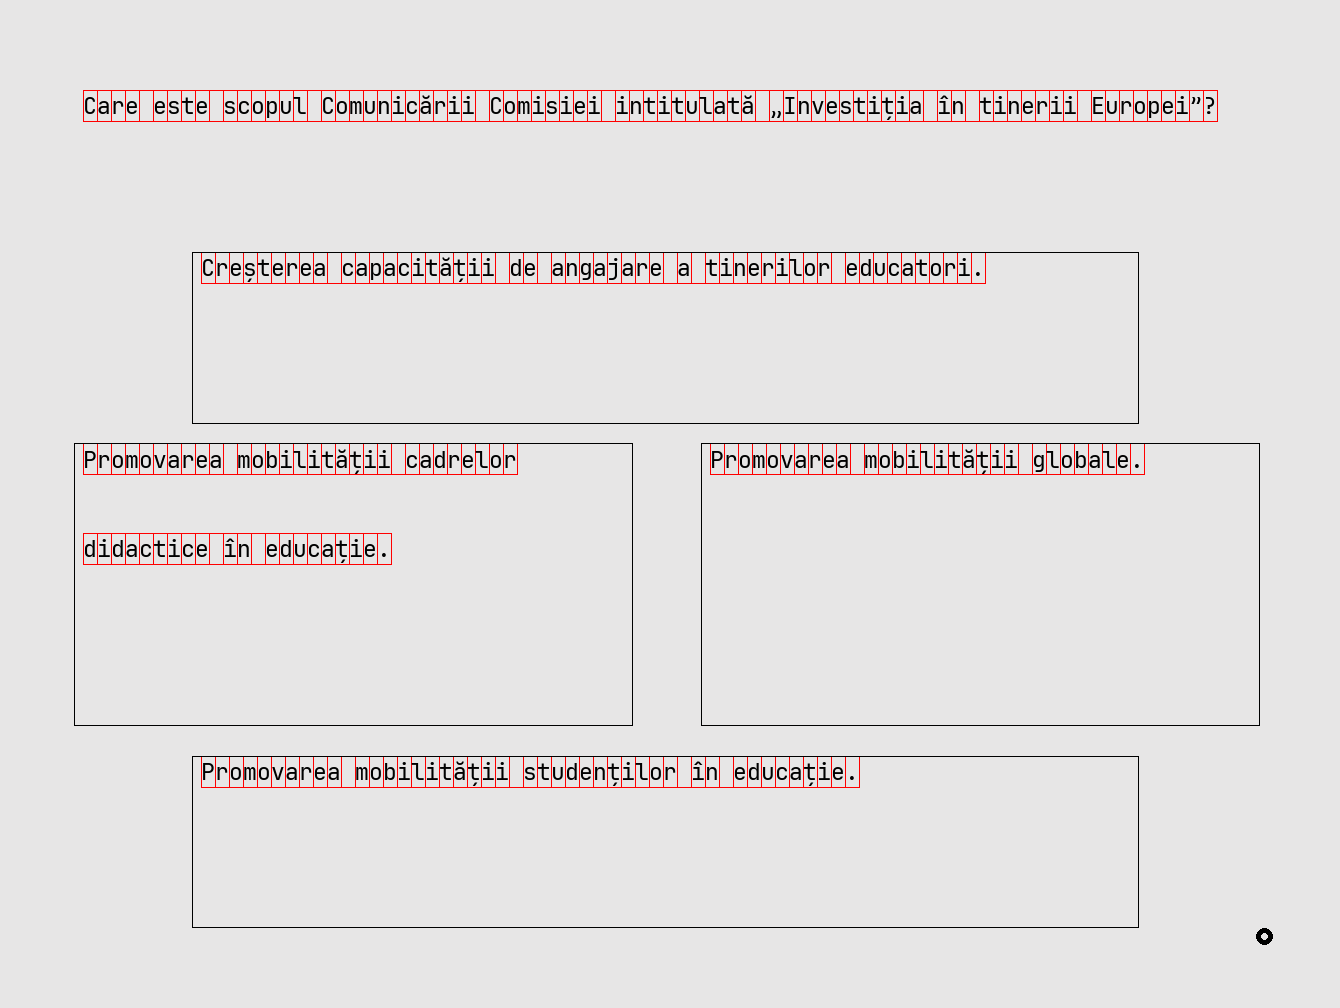 Care este scopul Comunicării Comisiei intitulată „Investiția în tinerii Europei”?
Creșterea capacității de angajare a tinerilor educatori.
Promovarea mobilității cadrelor
didactice în educație.
Promovarea mobilității globale.
Promovarea mobilității studenților în educație.